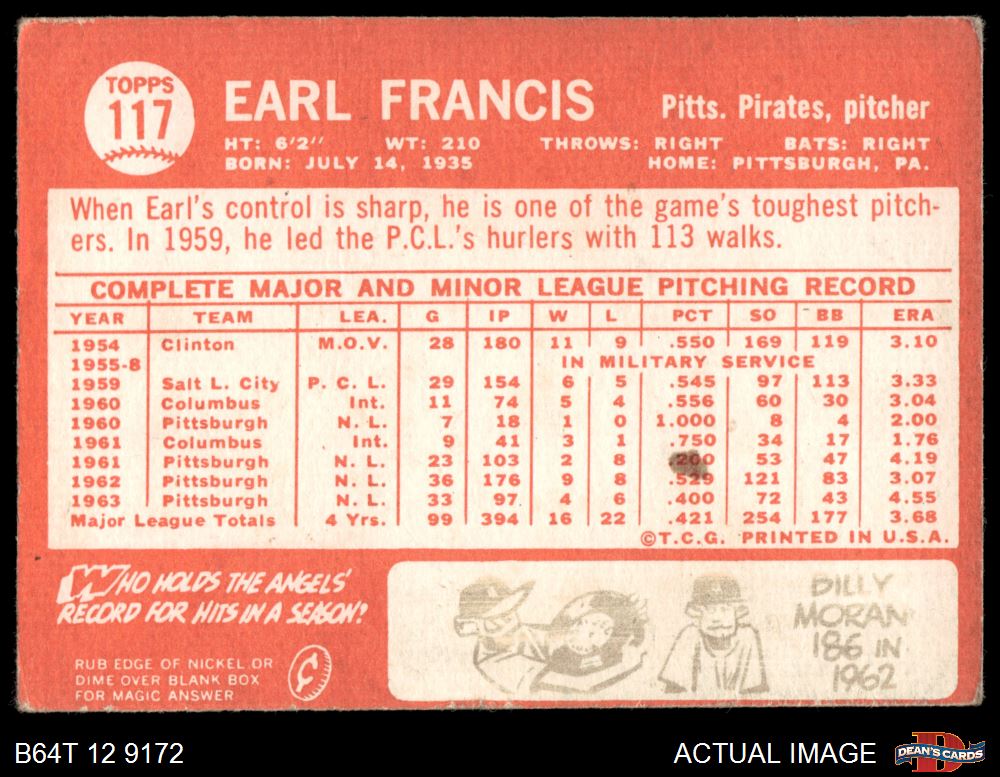 TOPPS
117
EARL FRANCIS
Pitts. Pirates, pitcher
HT: 6'2" WT: 210 THROWS: RIGHT BATS: RIGHT
BORN: JULY 14, 1935 HOME: PITTSBURGH, PA.
When Earl's control is sharp, he is one of the game's toughest pitch-
ers. In 1959, he led the P.C.L.'s hurlers with 113 walks.
COMPLETE MAJOR AND MINOR LEAGUE PITCHING RECORD
YEAR TEAM LEA. G IP W L PCT SO BB ERA
1954 Clinton M.O.V. 28 180 11 9 .550 169 119 3.10
1955-8 IN MILITARY SERVICE
1959 Salt L. City P. C. L. 29 154 6 5 .545 97 113 3.33
1960 Columbus Int. 11 74 5 4 .556 60 30 3.04
1960 Pittsburgh N. L. 7 18 1 0 1.000 8 4 2.00
1961 Columbus Int. 9 41 3 1 .750 34 17 1.76
1961 Pittsburgh N. L. 23 103 2 8 .200 53 47 4.19
1962 Pittsburgh N. L. 36 176 9 8 .529 121 83 3.07
1963 Pittsburgh N. L. 33 97 4 6 .400 72 43 4.55
Major League Totals 4 Yrs. 99 394 16 22 .421 254 177 3.68
©T.C.G. PRINTED IN U.S.A.
WHO HOLDS THE ANGELS'
RECORD FOR HITS IN A SEASON?
RUB EDGE OF NICKEL OR
DIME OVER BLANK BOX
FOR MAGIC ANSWER
BILLY
MORAN
186 IN
1962
B64T 12 9172
ACTUAL IMAGE
DEAN'S CARDS